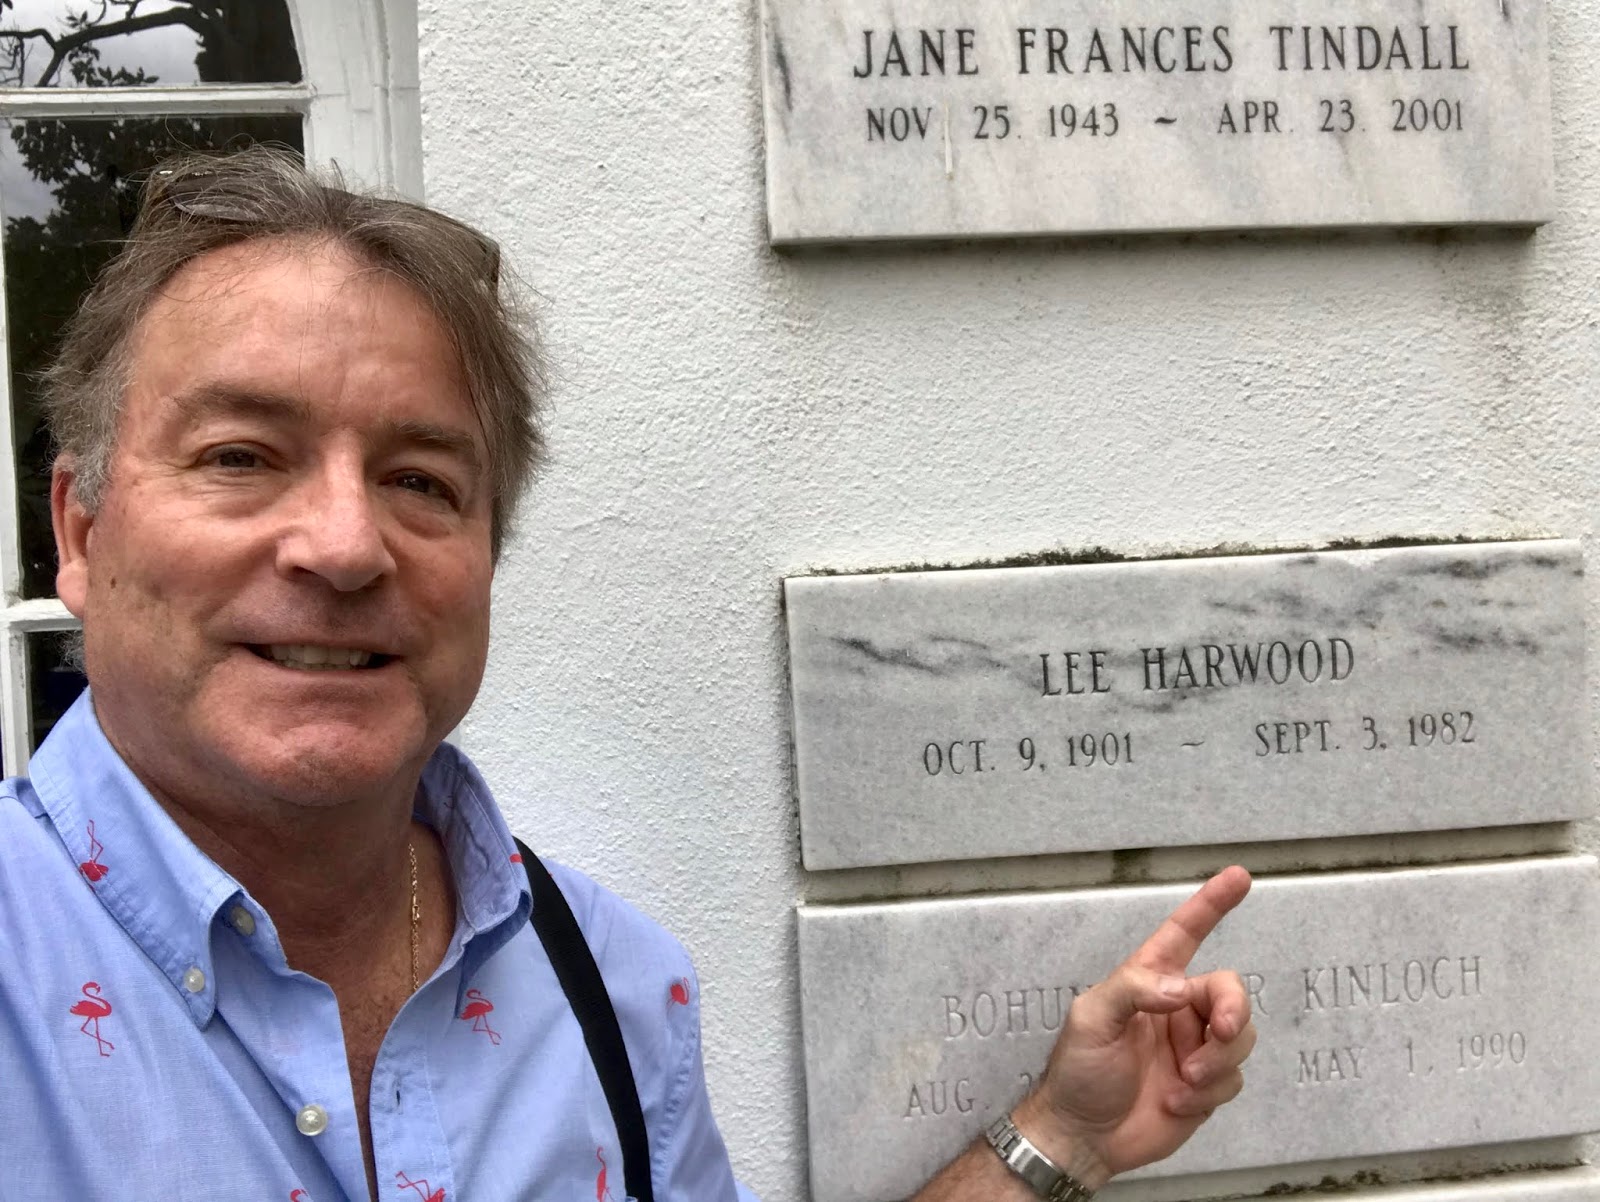 JANE FRANCES TINDALL
NOV 25. 1943 ~ APR. 23. 2001
LEE HARWOOD
OCT. 9, 1901 ~ SEPT. 3, 1982
KINLOCH
AUG. MAY 1, 1990